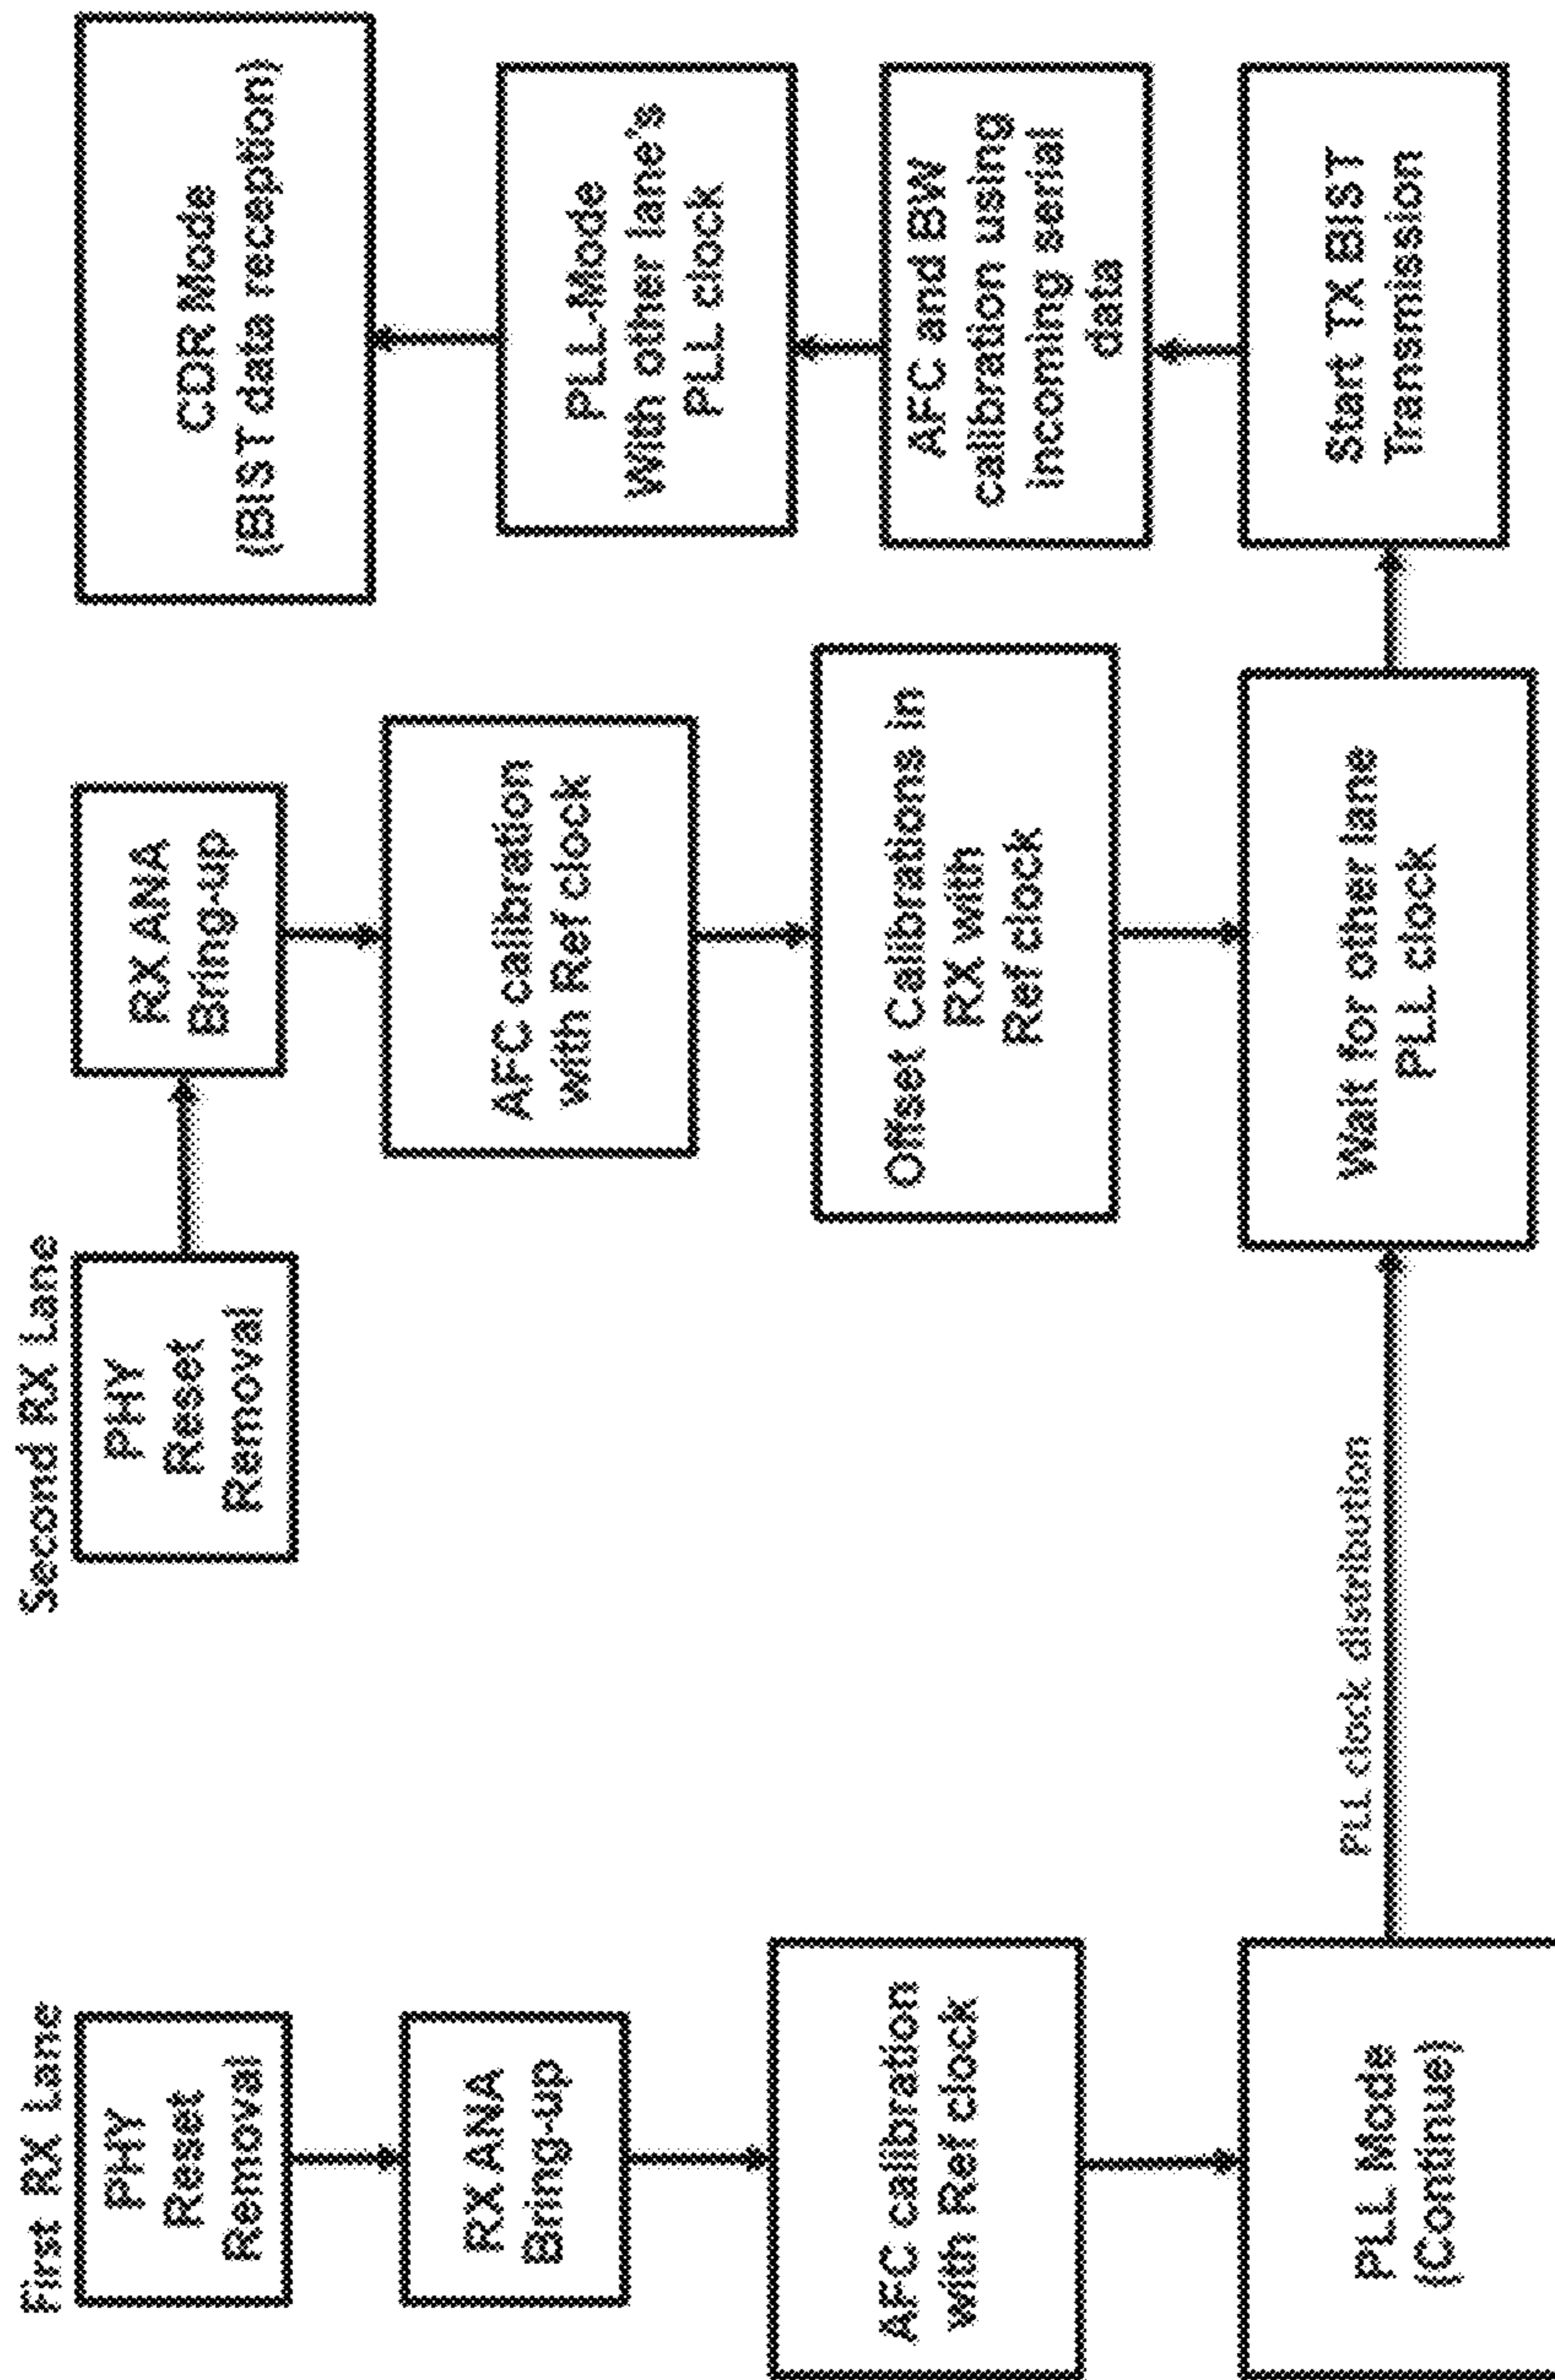 First RX Lane
PHY
Reset
Removal
RX ANA
Bring-up
AFC calibration
with Ref clock
PLL Mode
(Continue)
PLL clock distribution
Second RX Lane
PHY
Reset
Removal
RX ANA
Bring-up
AFC calibration
with Ref clock
Offset Calibrations in
RX with
Ref clock
Wait for other lane
PLL clock
Start TX BIST
Transmission
AFC and BW
calibration using
incoming serial
data
PLL-Mode
With other lane's
PLL clock
CDR Mode
(BIST data reception)